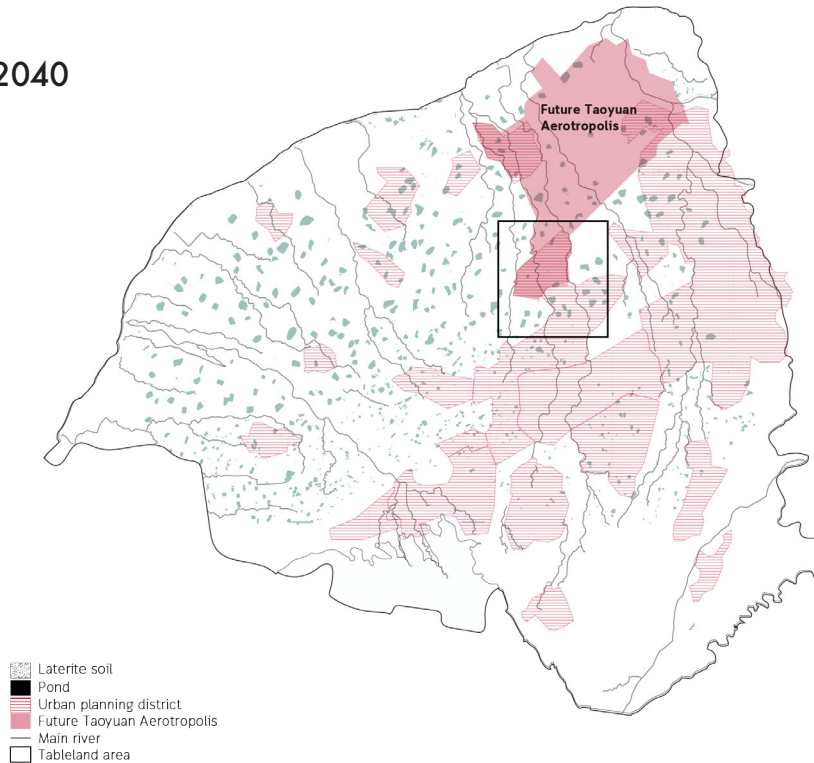 2040
Future Taoyuan
Aerotropolis
Laterite soil
Pond
Urban planning district
Future Taoyuan Aerotropolis
Main river
Tableland area